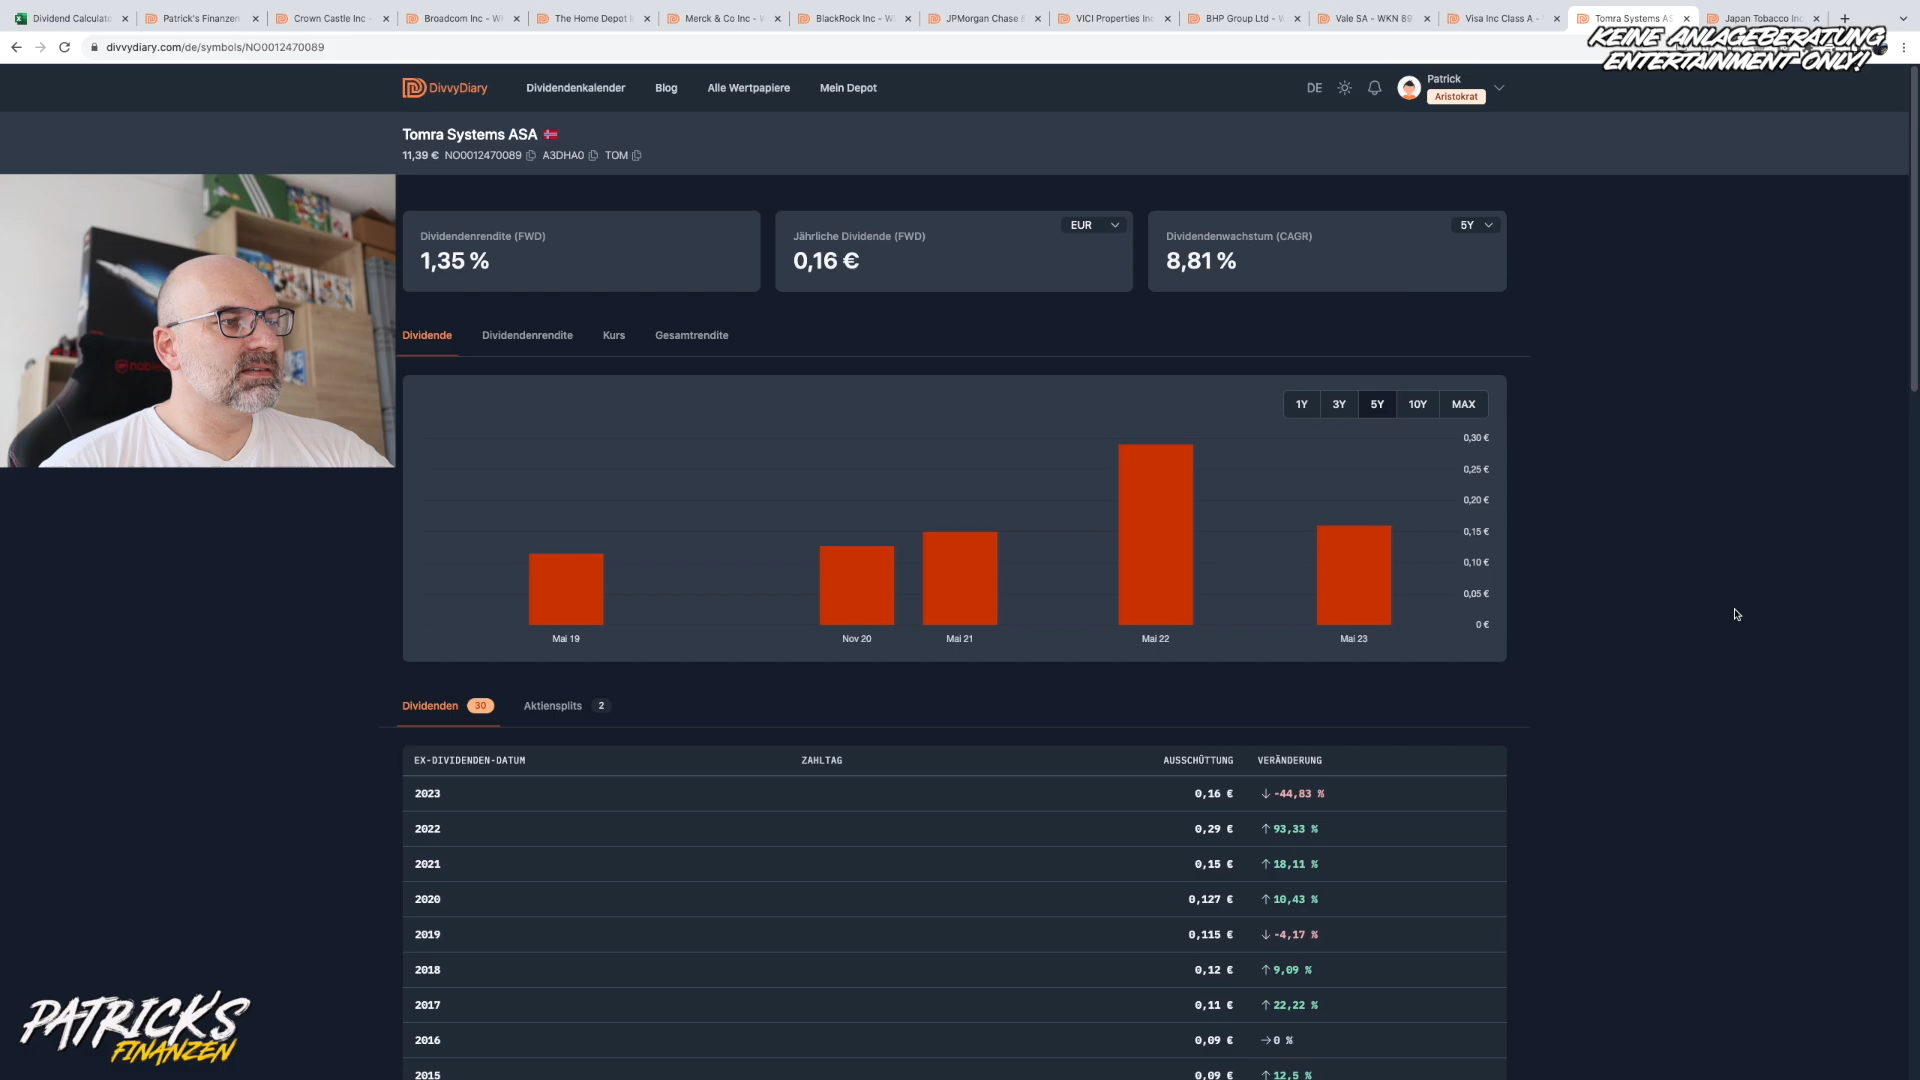 Dividend Calculato
Patrick's Finanzen
Crown Castle Inc -
Broadcom Inc - W
The Home Depot I
Merck & Co Inc - 
BlackRock Inc - W
JPMorgan Chase &
VICI Properties Inc
BHP Group Ltd - W
Vale SA - WKN 89
Visa Inc Class A -
Tomra Systems AS
Japan Tobacco Inc
divvydiary.com/de/symbols/NO0012470089
KEINE ANLAGEBERATUNG
ENTERTAINMENT ONLY!
DivvyDiary
Dividendenkalender
Blog
Alle Wertpapiere
Mein Depot
DE
Patrick
Aristokrat
Tomra Systems ASA
11,39 € NO0012470089 A3DHA0 TOM
Dividendenrendite (FWD)
1,35 %
Jährliche Dividende (FWD)
EUR
0,16 €
Dividendenwachstum (CAGR)
5Y
8,81 %
Dividende
Dividendenrendite
Kurs
Gesamtrendite
1Y 3Y 5Y 10Y MAX
0,30 €
0,25 €
0,20 €
0,15 €
0,10 €
0,05 €
0 €
Mai 19
Nov 20
Mai 21
Mai 22
Mai 23
Dividenden 30
Aktiensplits 2
EX-DIVIDENDEN-DATUM ZAHLTAG AUSSCHÜTTUNG VERÄNDERUNG
2023 0,16 € ↓ -44,83 %
2022 0,29 € ↑ 93,33 %
2021 0,15 € ↑ 18,11 %
2020 0,127 € ↑ 10,43 %
2019 0,115 € ↓ -4,17 %
2018 0,12 € ↑ 9,09 %
2017 0,11 € ↑ 22,22 %
2016 0,09 € → 0 %
2015 0,09 € ↑ 12,5 %
PATRICKS
FINANZEN